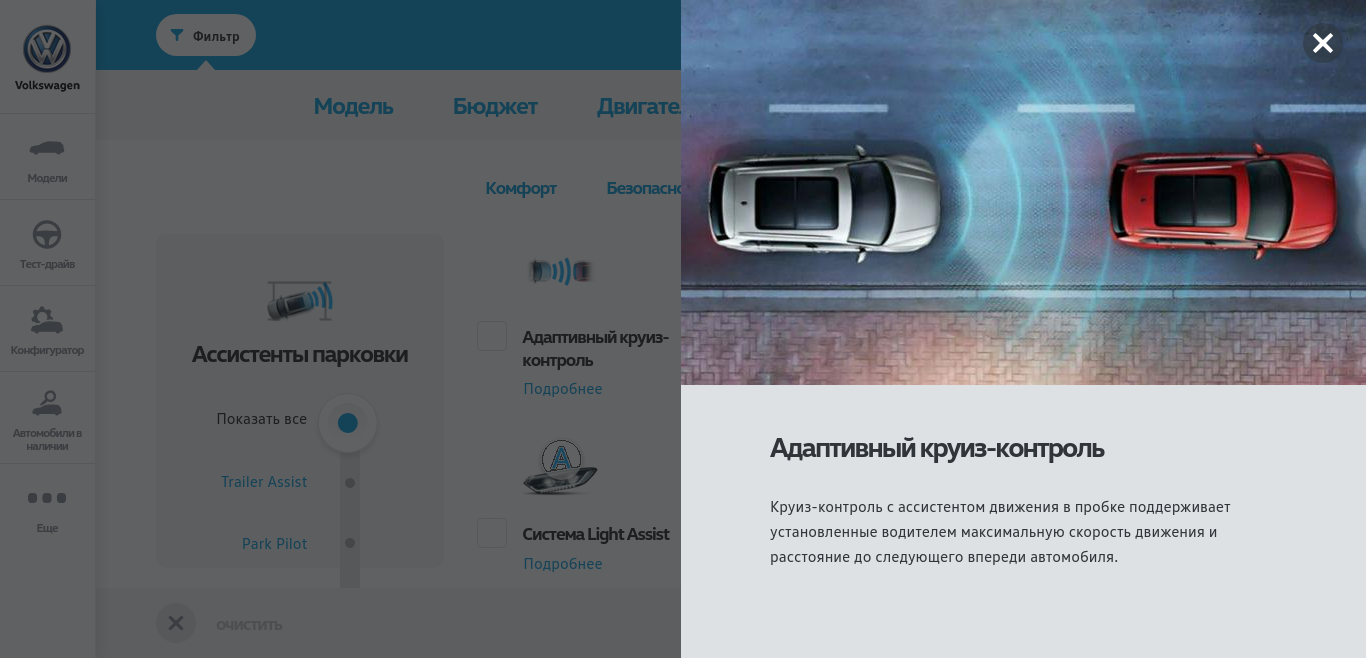 Volkswagen
Модели
Тест-драйв
Конфигуратор
Автомобили в
наличии
Еще
Фильтр
Модель
Бюджет
Комфорт
Ассистенты парковки
Показать все
Trailer Assist
Park Pilot
Адаптивный круиз-
контроль
Подробнее
Система Light Assist
Подробнее
ОЧИСТИТЬ
Адаптивный круиз-контроль
Круиз-контроль с ассистентом движения в пробке поддерживает
установленные водителем максимальную скорость движения и
расстояние до следующего впереди автомобиля.